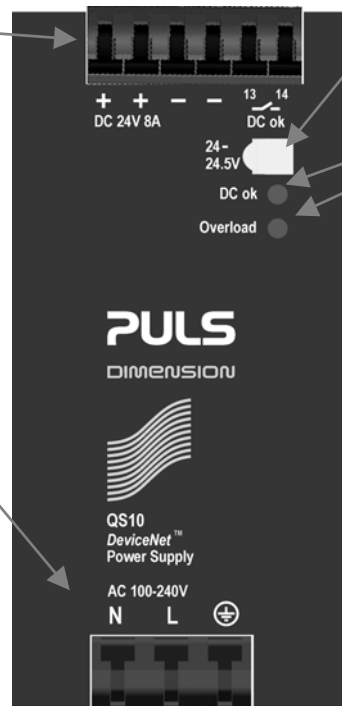 + + − − 13 14
DC 24V 8A DC ok
24-
24.5V
DC ok
Overload
PULS
DIMENSION
QS10
DeviceNet™
Power Supply
AC 100-240V
N L